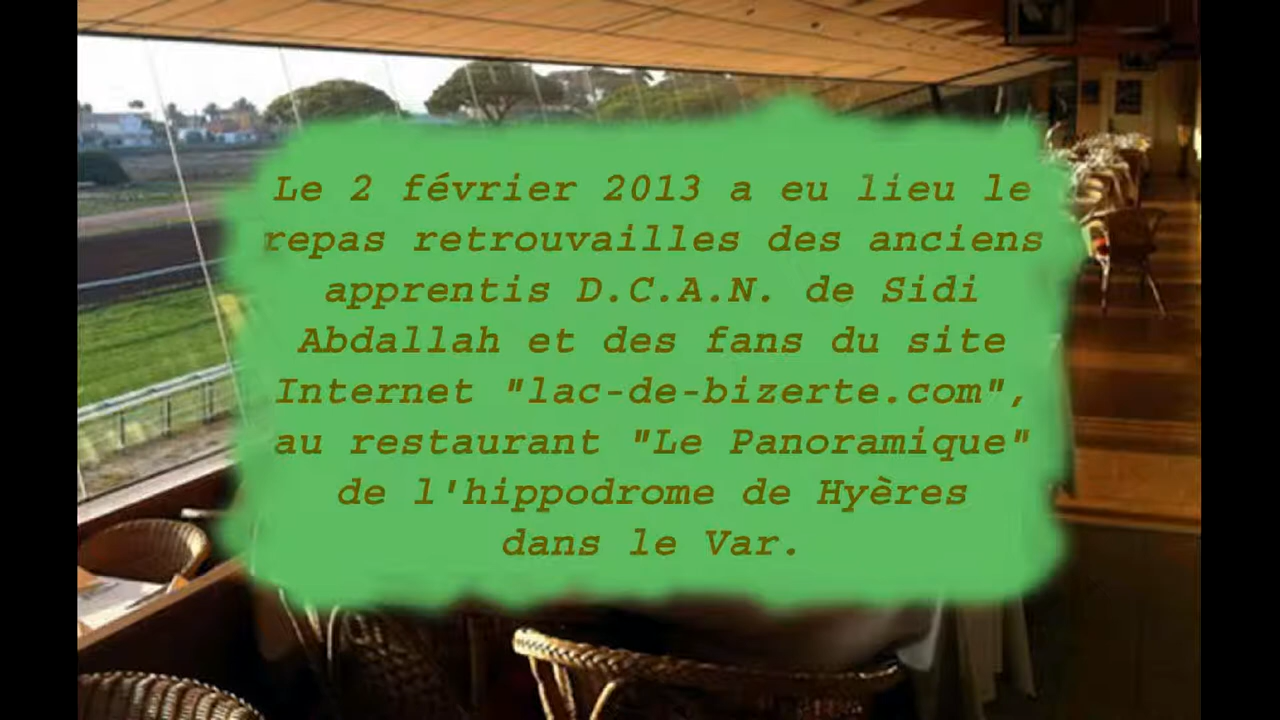 Le 2 février 2013 a eu lieu le
repas retrouvailles des anciens
apprentis D.C.A.N. de Sidi
Abdallah et des fans du site
Internet "lac-de-bizerte.com",
au restaurant "Le Panoramique"
de l'hippodrome de Hyères
dans le Var.